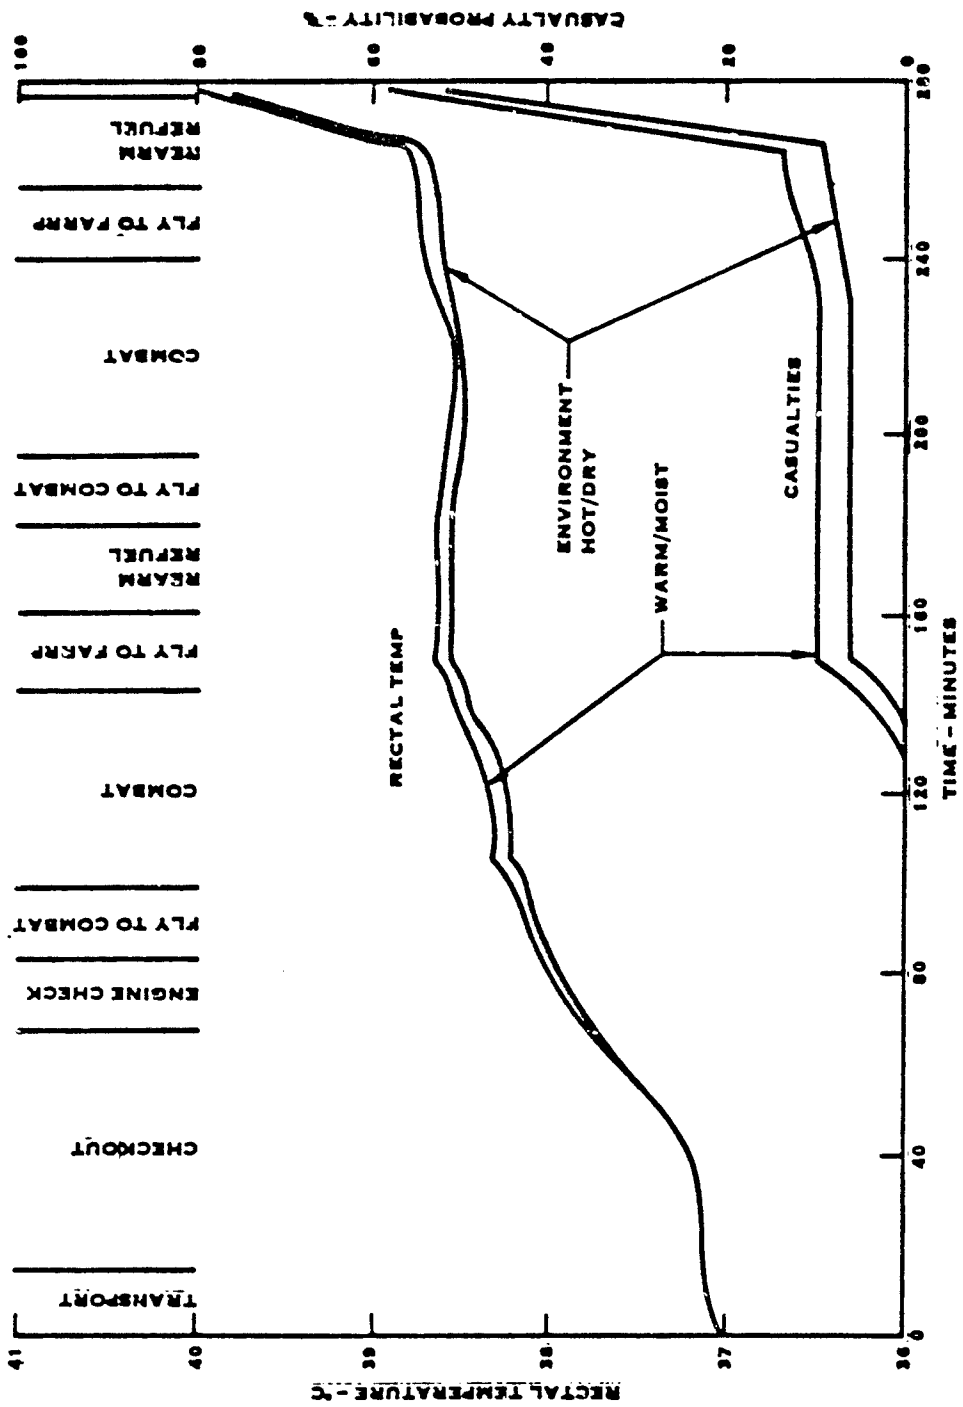 RECTAL TEMPERATURE - °C
41
40
39
38
37
36
TRANSPORT
CHECKOUT
ENGINE CHECK
FLY TO COMBAT
COMBAT
FLY TO FARRP
REARM
REFUEL
FLY TO COMBAT
COMBAT
FLY TO FARRP
REARM
REFUEL
RECTAL TEMP
ENVIRONMENT
HOT/DRY
WARM/MOIST
CASUALTIES
100
80
60
40
20
0
CASUALTY PROBABILITY - %
0
40
80
120
160
200
240
280
TIME - MINUTES